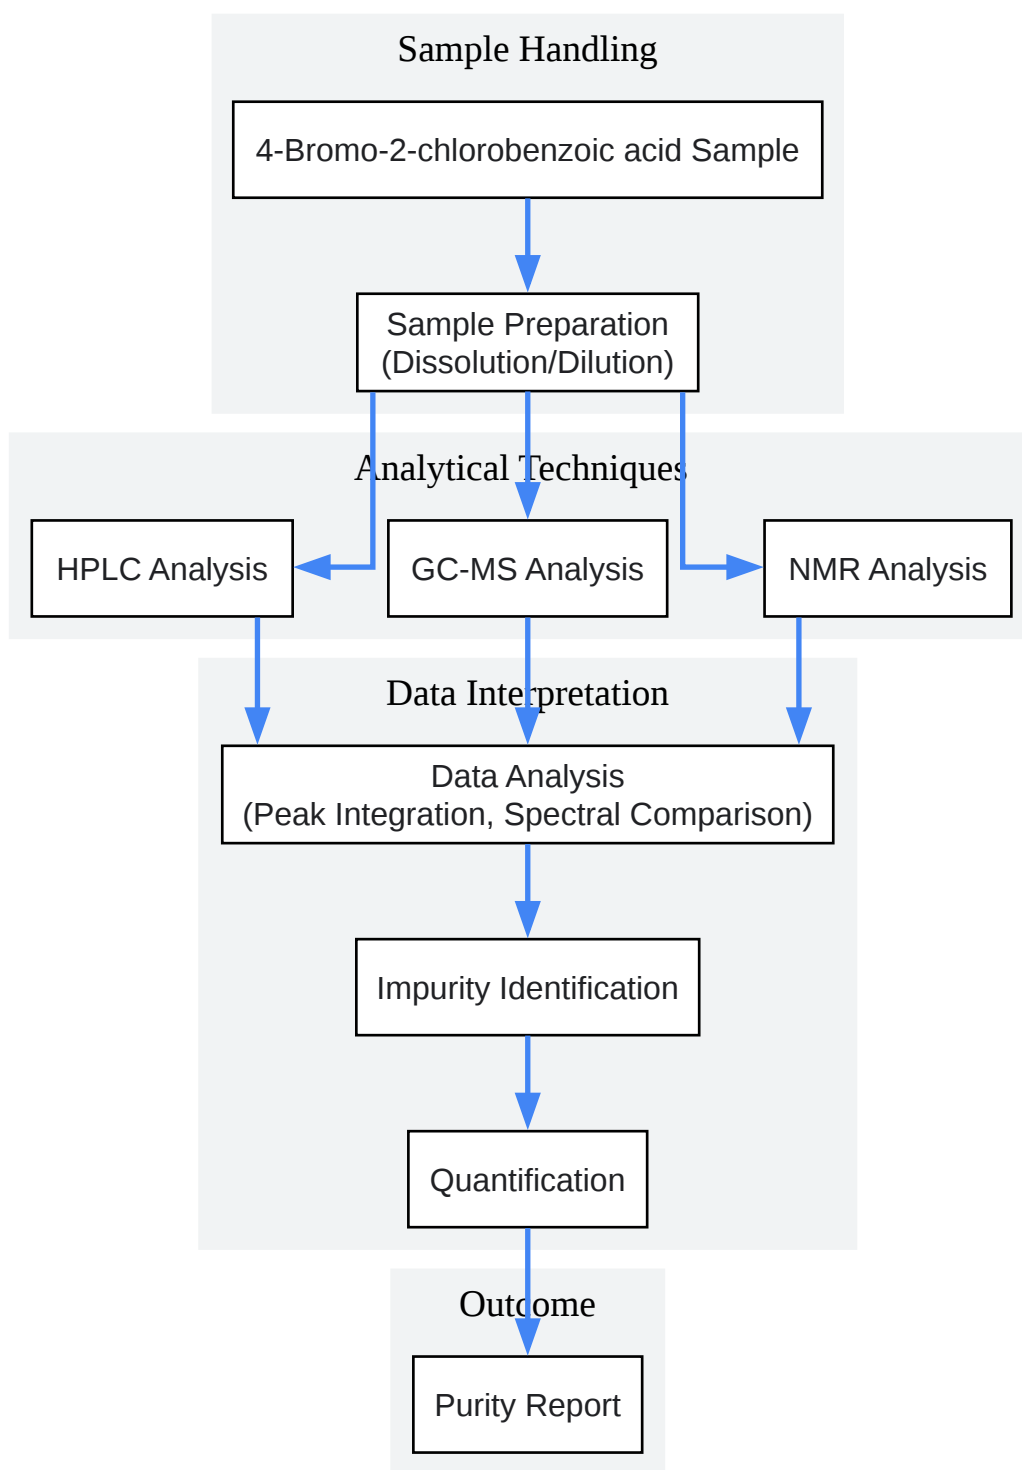 Sample Handling
4-Bromo-2-chlorobenzoic acid Sample
Sample Preparation
(Dissolution/Dilution)
Analytical Techniques
HPLC Analysis
GC-MS Analysis
NMR Analysis
Data Interpretation
Data Analysis
(Peak Integration, Spectral Comparison)
Impurity Identification
Quantification
Outcome
Purity Report